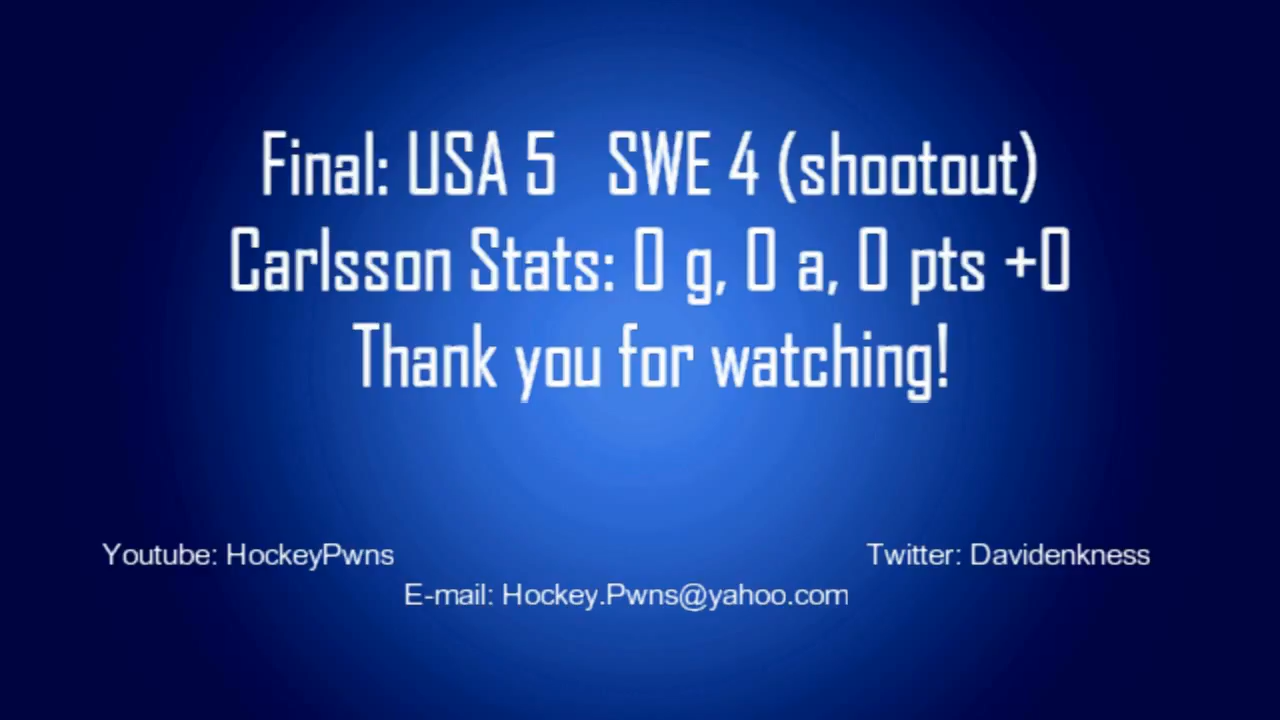 Final: USA 5 SWE 4 (shootout)
Carlsson Stats: 0 g, 0 a, 0 pts +0
Thank you for watching!
Youtube: HockeyPwns
Twitter: Davidenkness
E-mail: Hockey.Pwns@yahoo.com